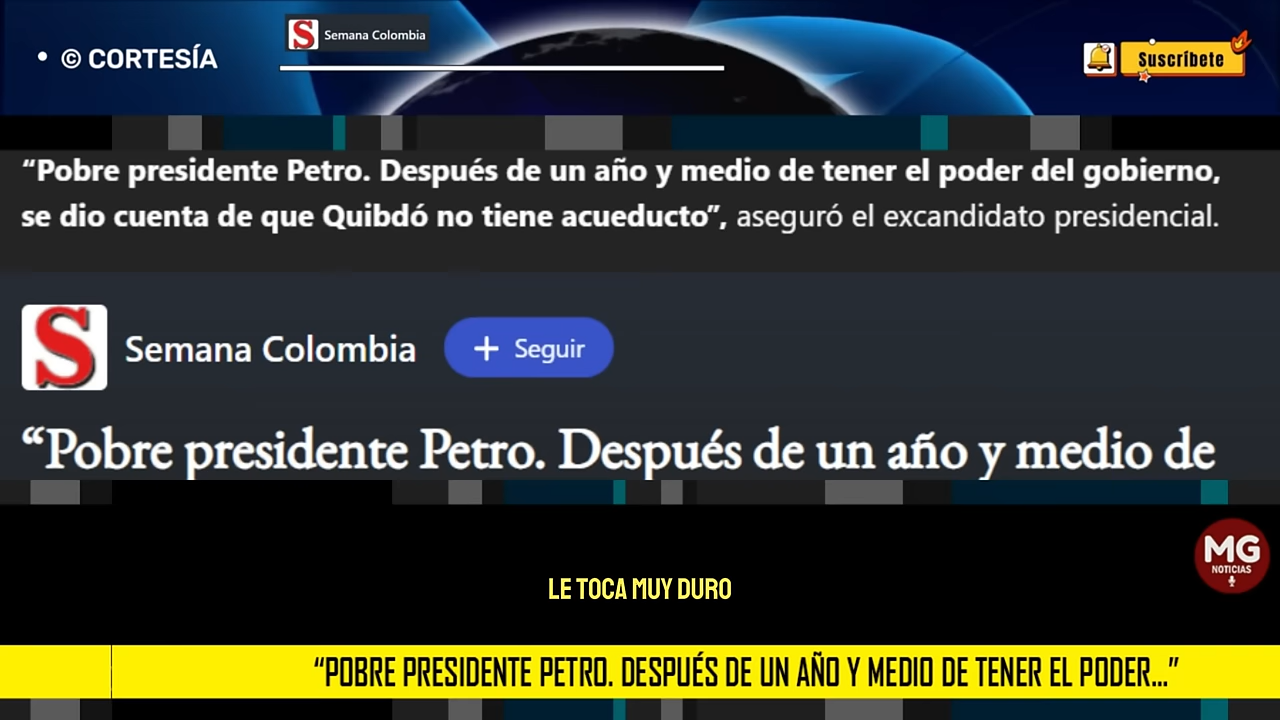 • © CORTESÍA
S Semana Colombia
Suscríbete
“Pobre presidente Petro. Después de un año y medio de tener el poder del gobierno,
se dio cuenta de que Quibdó no tiene acueducto”, aseguró el excandidato presidencial.
S Semana Colombia + Seguir
“Pobre presidente Petro. Después de un año y medio de
MG
NOTICIAS
LE TOCA MUY DURO
“POBRE PRESIDENTE PETRO. DESPUÉS DE UN AÑO Y MEDIO DE TENER EL PODER...”